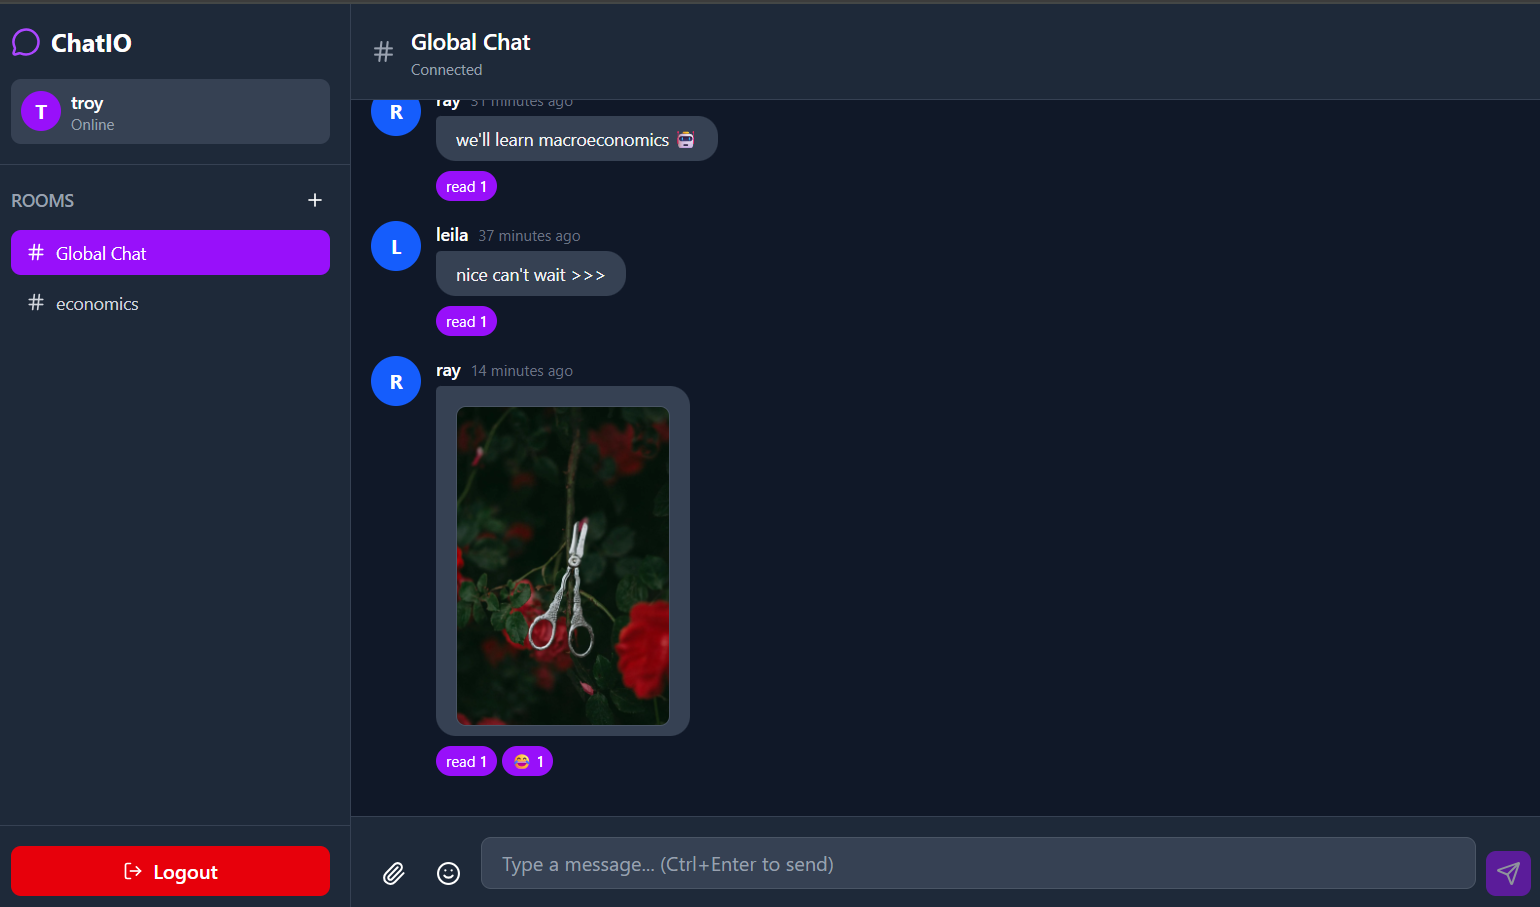 ChatIO
T
troy
Online
ROOMS
# Global Chat
# economics
Logout
# Global Chat
Connected
R
ray 31 minutes ago
we'll learn macroeconomics 🤖
read 1
L
leila 37 minutes ago
nice can't wait >>>
read 1
R
ray 14 minutes ago
read 1 😂 1
Type a message... (Ctrl+Enter to send)